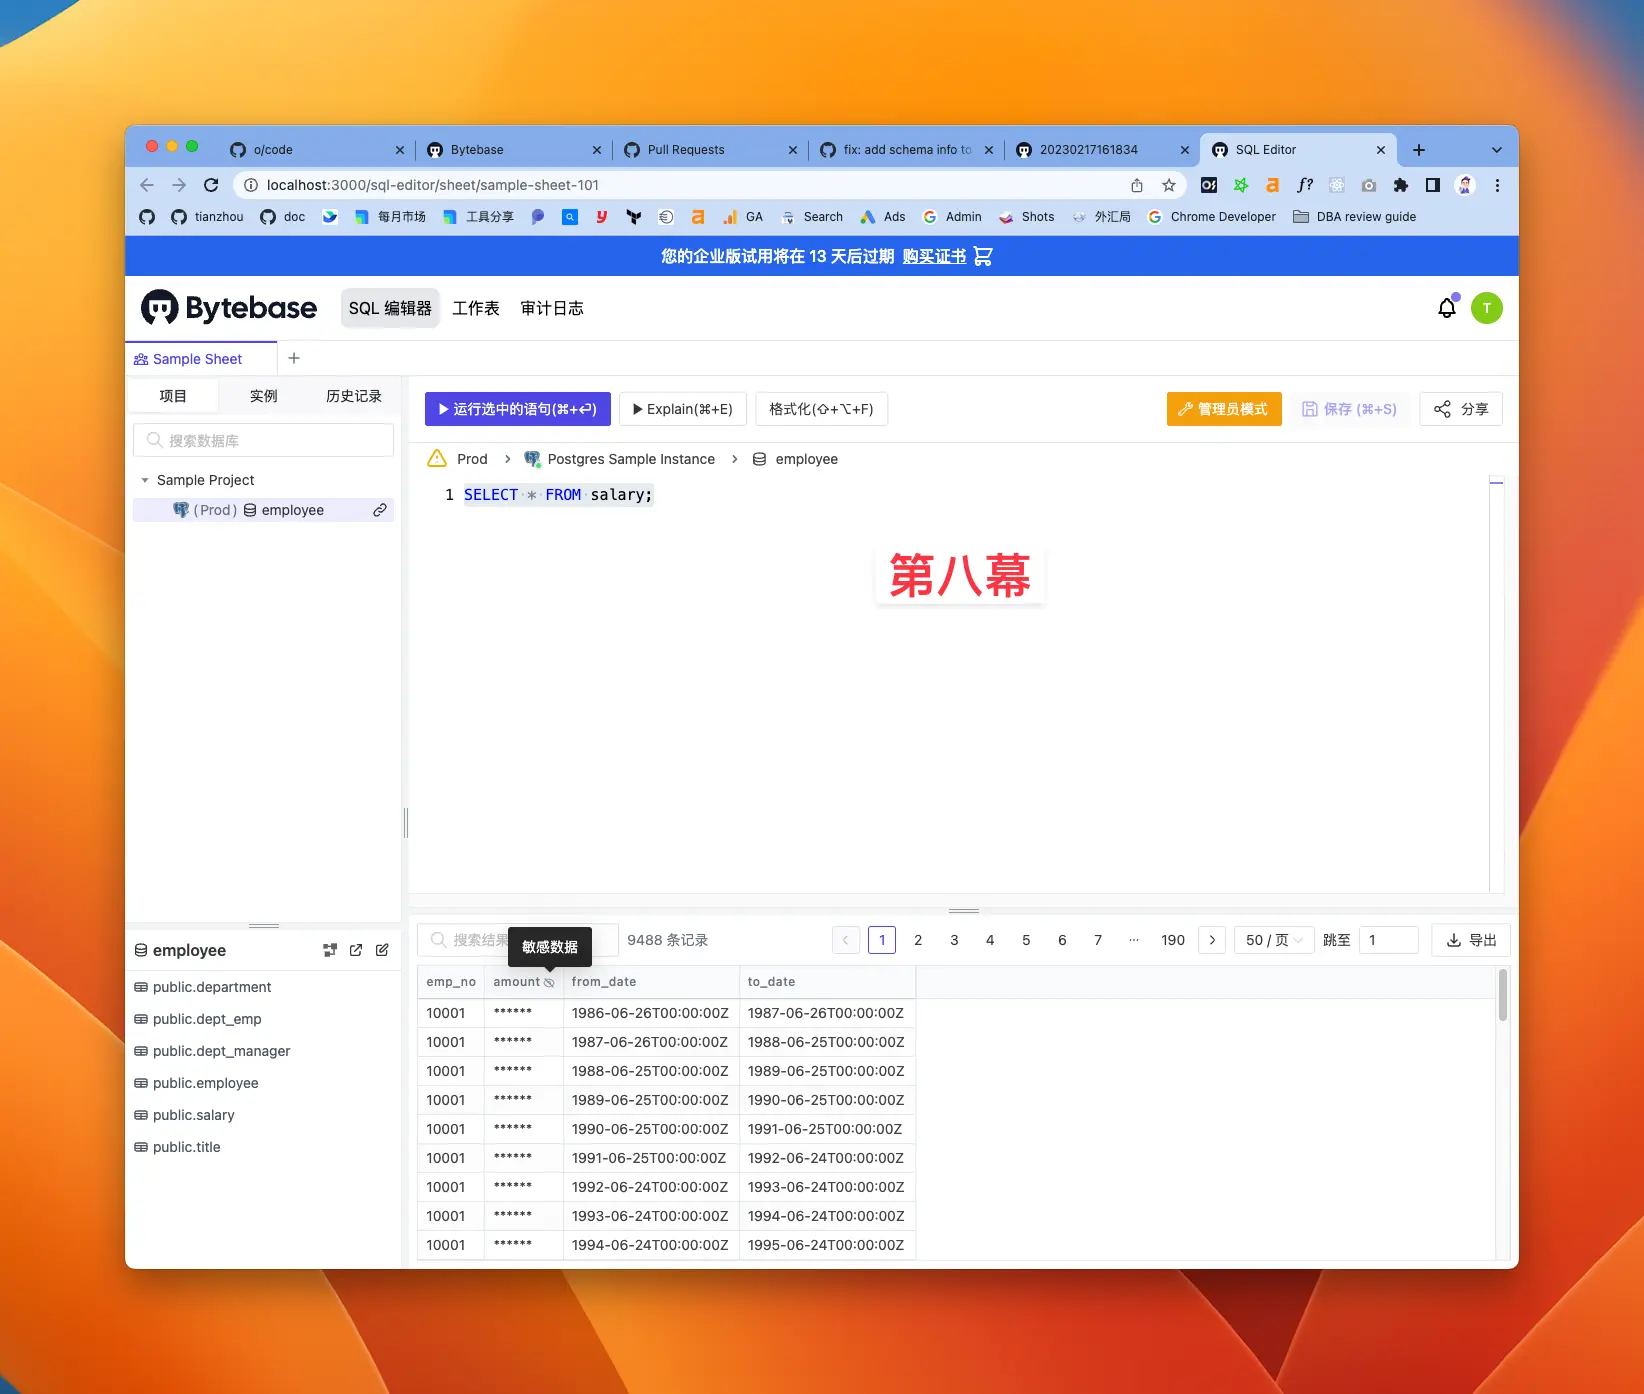 o/code
Bytebase
Pull Requests
fix: add schema info to
20230217161834
SQL Editor
localhost:3000/sql-editor/sheet/sample-sheet-101
tianzhou
doc
每月市场
工具分享
GA
Search
Ads
Admin
Shots
外汇局
Chrome Developer
DBA review guide
您的企业版试用将在 13 天后过期 购买证书
Bytebase
SQL 编辑器
工作表
审计日志
T
Sample Sheet
项目
实例
历史记录
运行选中的语句(⌘+↵)
Explain(⌘+E)
格式化(⇧+⌥+F)
管理员模式
保存 (⌘+S)
分享
搜索数据库
Prod > Postgres Sample Instance > employee
Sample Project
(Prod) employee
1 SELECT * FROM salary;
第八幕
employee
public.department
public.dept_emp
public.dept_manager
public.employee
public.salary
public.title
搜索结果
敏感数据
9488 条记录
1 2 3 4 5 6 7 ··· 190
50 / 页
跳至 1
导出
emp_no amount from_date to_date
10001 ****** 1986-06-26T00:00:00Z 1987-06-26T00:00:00Z
10001 ****** 1987-06-26T00:00:00Z 1988-06-25T00:00:00Z
10001 ****** 1988-06-25T00:00:00Z 1989-06-25T00:00:00Z
10001 ****** 1989-06-25T00:00:00Z 1990-06-25T00:00:00Z
10001 ****** 1990-06-25T00:00:00Z 1991-06-25T00:00:00Z
10001 ****** 1991-06-25T00:00:00Z 1992-06-24T00:00:00Z
10001 ****** 1992-06-24T00:00:00Z 1993-06-24T00:00:00Z
10001 ****** 1993-06-24T00:00:00Z 1994-06-24T00:00:00Z
10001 ****** 1994-06-24T00:00:00Z 1995-06-24T00:00:00Z